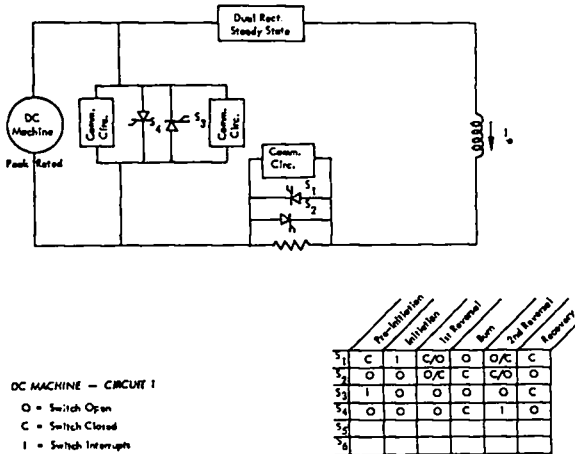 Dual Rect.
Steady State
DC
Machine
Peak Rated
Comm.
Circ.
S4
S3
Comm.
Circ.
I0
Comm.
Circ.
S1
S2
Pre-Initiation
Initiation
1st Reversal
Burn
2nd Reversal
Recovery
S1 C I C/O O O/C C
S2 O O O/C C C/O O
S3 I O O O O C
S4 O O O C I O
S5
S6
DC MACHINE — CIRCUIT 1
O = Switch Open
C = Switch Closed
I = Switch Interrupts